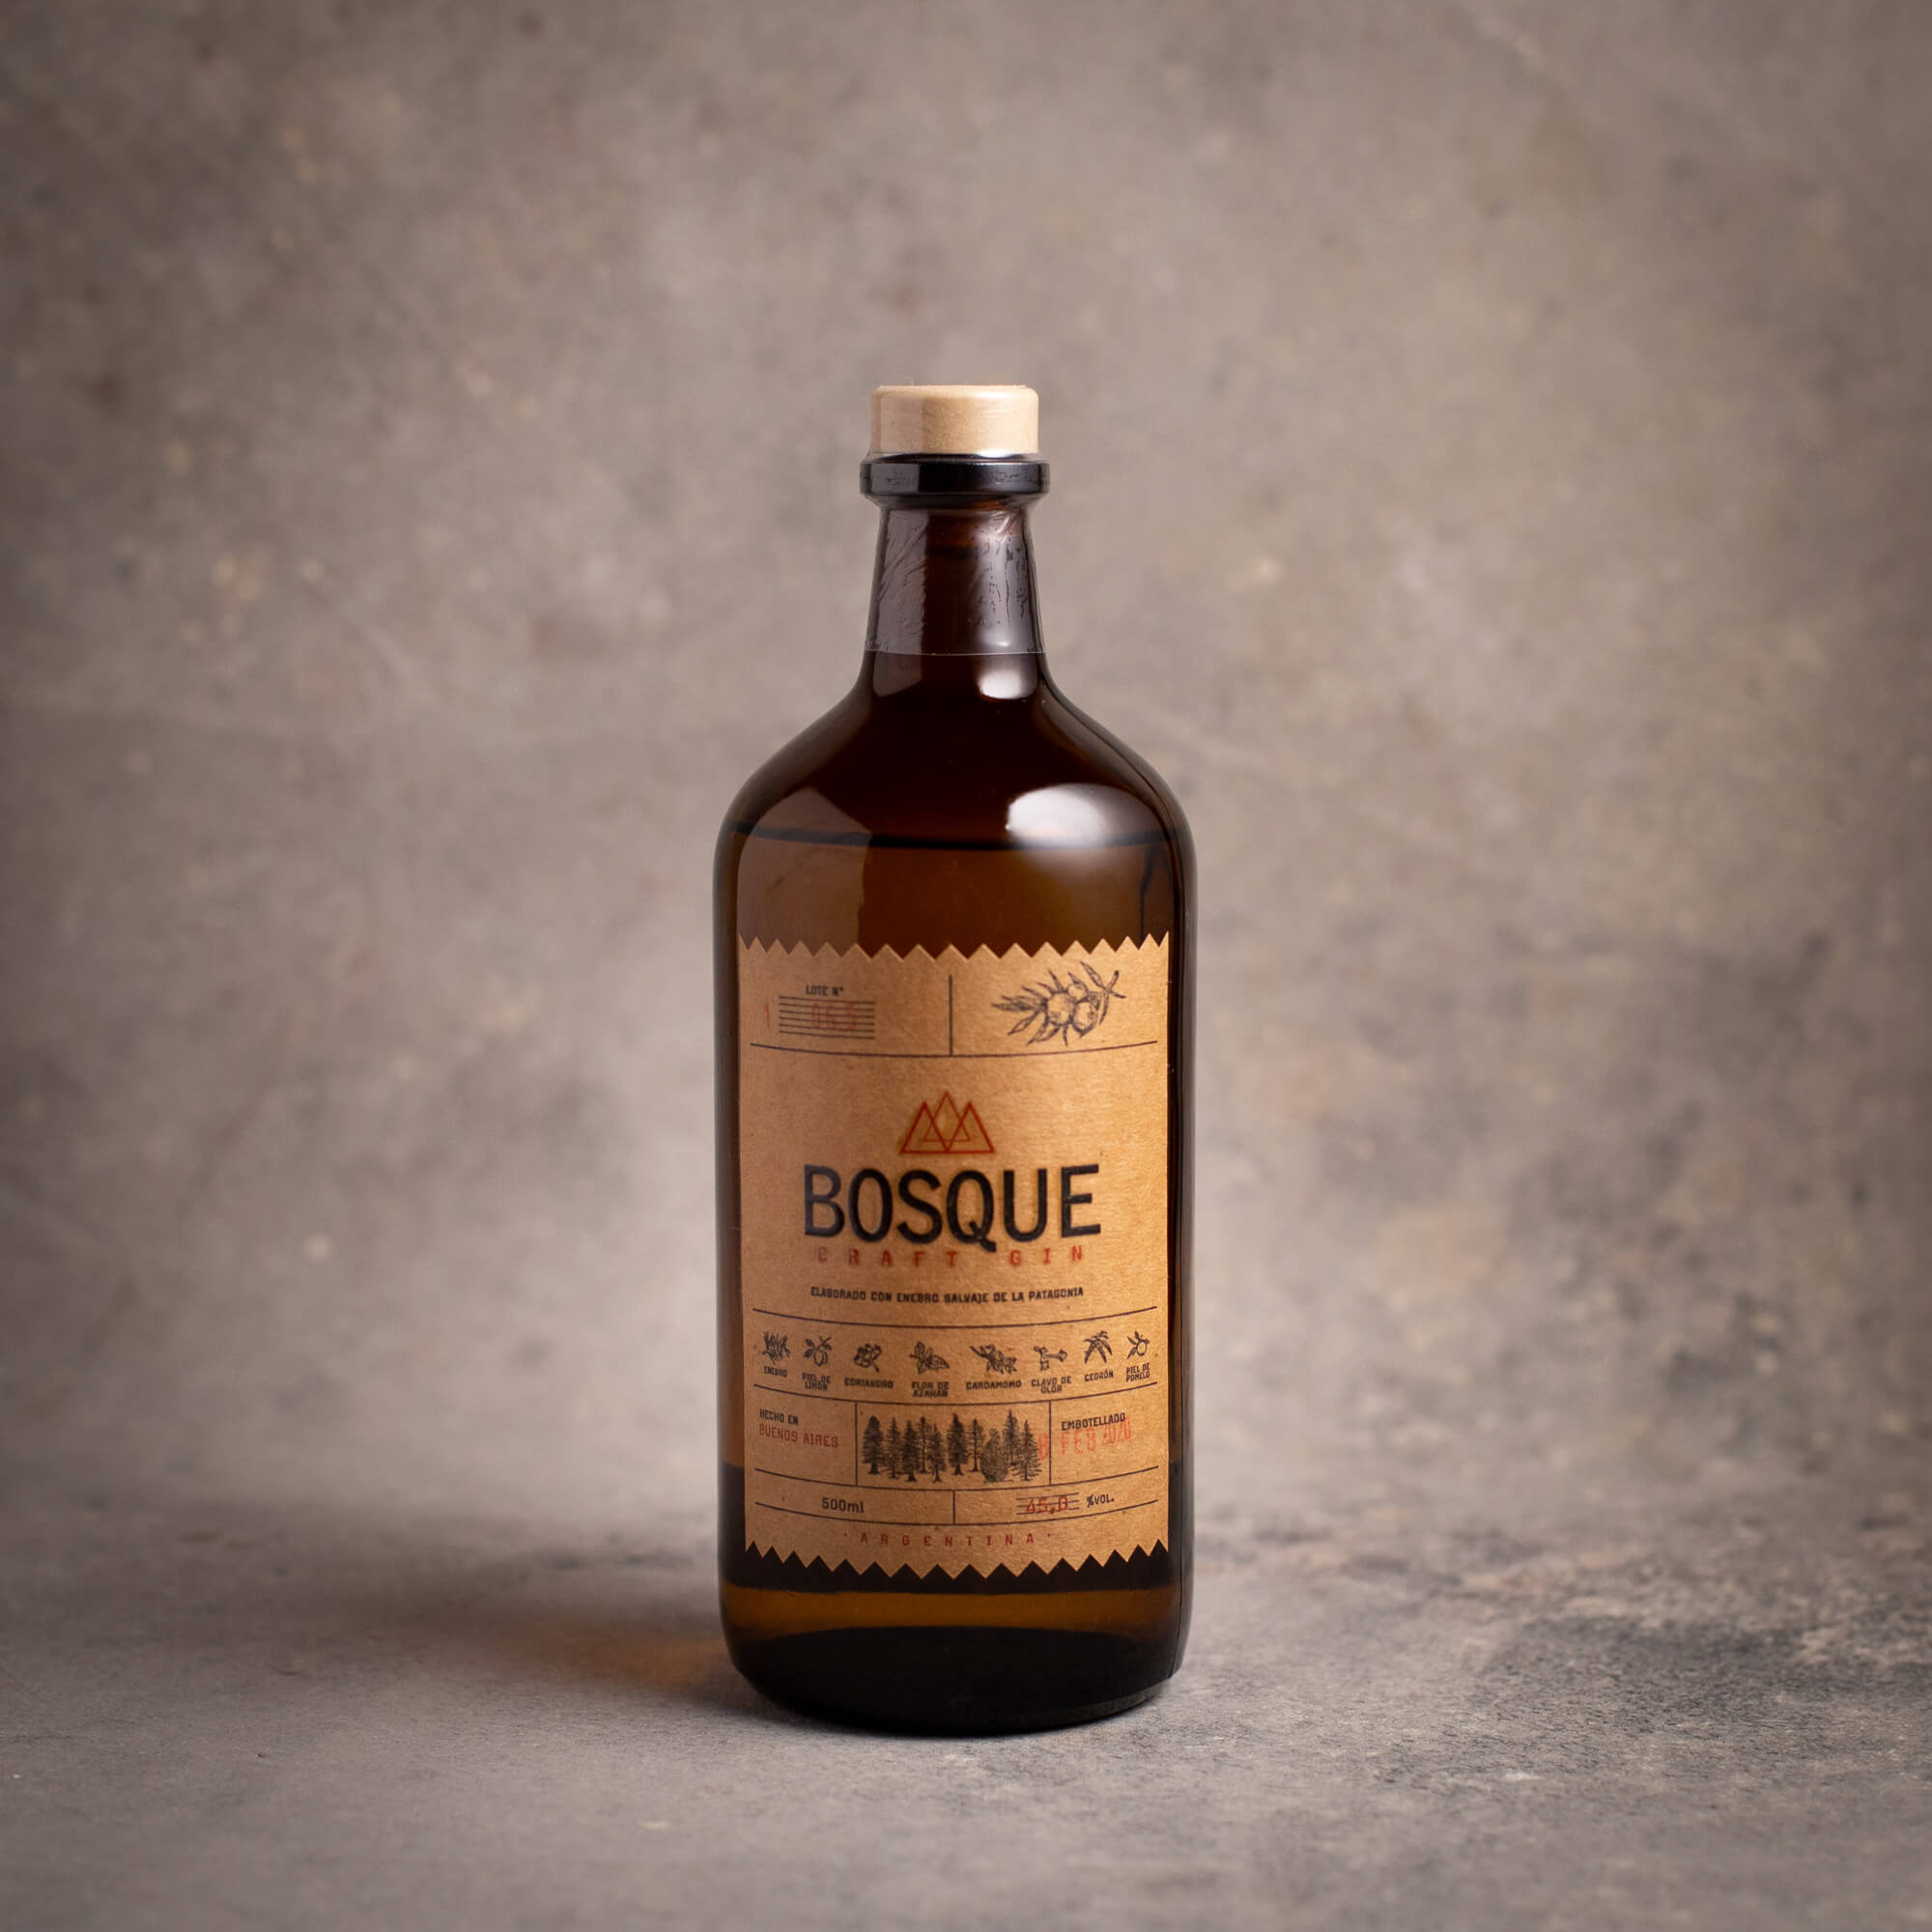 LOTE N°
BOSQUE
CRAFT GIN
ELABORADO CON ENEBRO SALVAJE DE LA PATAGONIA
ENEBRO
PIEL DE
LIMÓN
CORIANDRO
FLOR DE
AZAHAR
CARDAMOMO
CLAVO DE
OLOR
CEDRÓN
PIEL DE
POMELO
HECHO EN
BUENOS AIRES
EMBOTELLADO
FEB 2020
500ml
45,0 %VOL.
· ARGENTINA ·